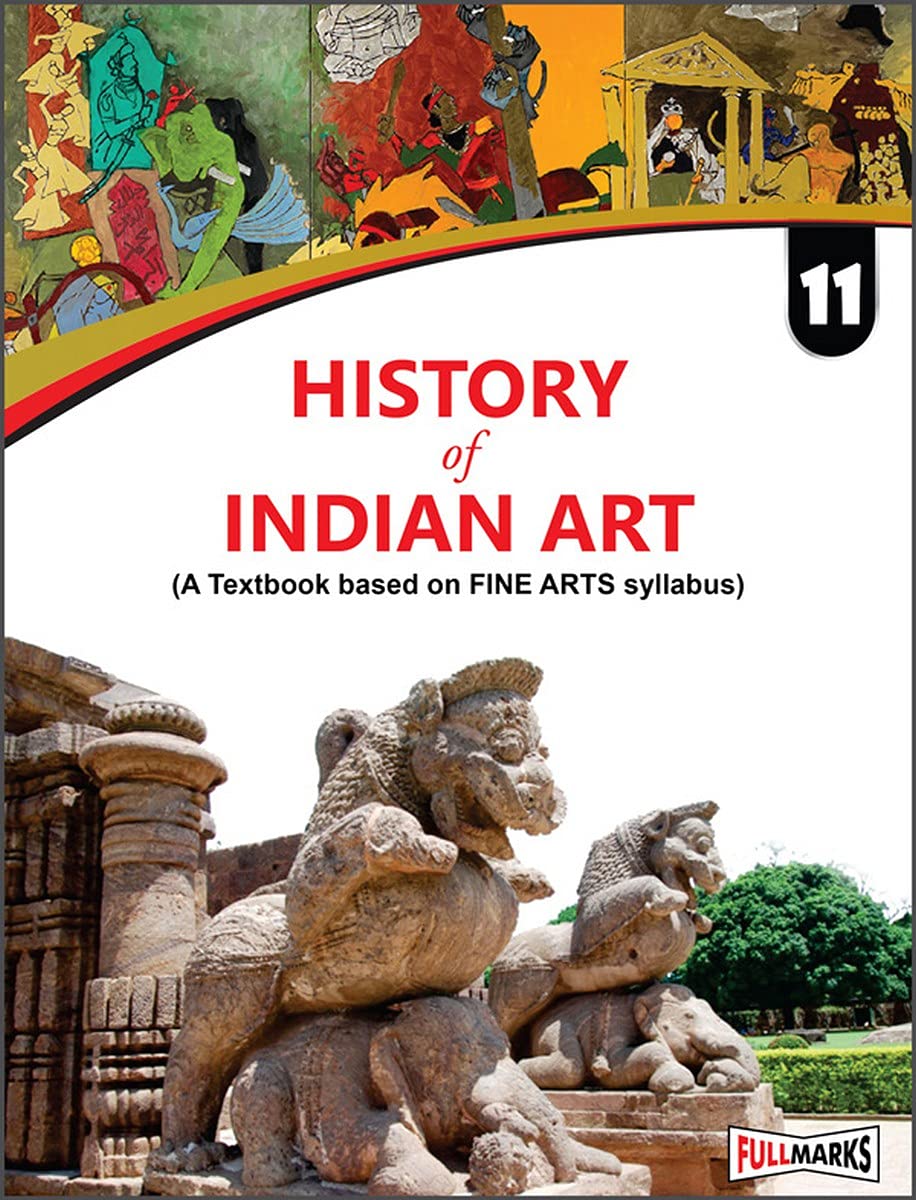 11
HISTORY
of
INDIAN ART
(A Textbook based on FINE ARTS syllabus)
FULLMARKS